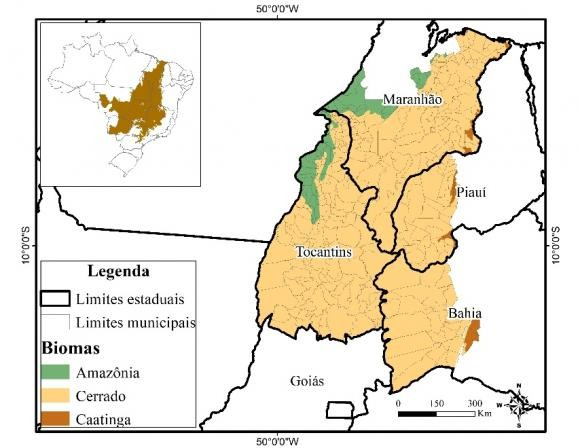 50°0'0"W
Maranhão
Piauí
10°0'0"S
10°0'0"S
Tocantins
Bahia
Goiás
Legenda
Limites estaduais
Limites municipais
Biomas
Amazônia
Cerrado
Caatinga
N
W E
S
0 150 300
Km
50°0'0"W